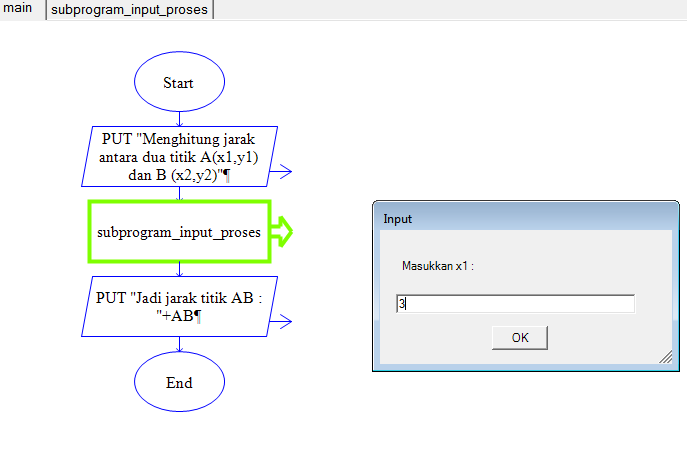 main
subprogram_input_proses
Start
PUT "Menghitung jarak
antara dua titik A(x1,y1)
dan B (x2,y2)"¶
subprogram_input_proses
PUT "Jadi jarak titik AB :
"+AB¶
End
Input
Masukkan x1 :
3
OK